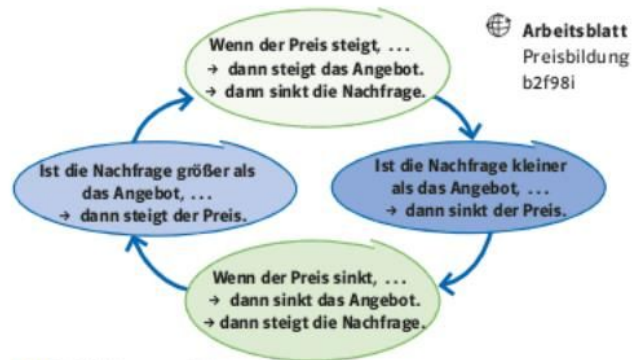 Wenn der Preis steigt, ...
→ dann steigt das Angebot.
→ dann sinkt die Nachfrage.
Arbeitsblatt
Preisbildung
b2f98i
Ist die Nachfrage größer als
das Angebot, ...
→ dann steigt der Preis.
Ist die Nachfrage kleiner
als das Angebot, ...
→ dann sinkt der Preis.
Wenn der Preis sinkt, ...
→ dann sinkt das Angebot.
→ dann steigt die Nachfrage.